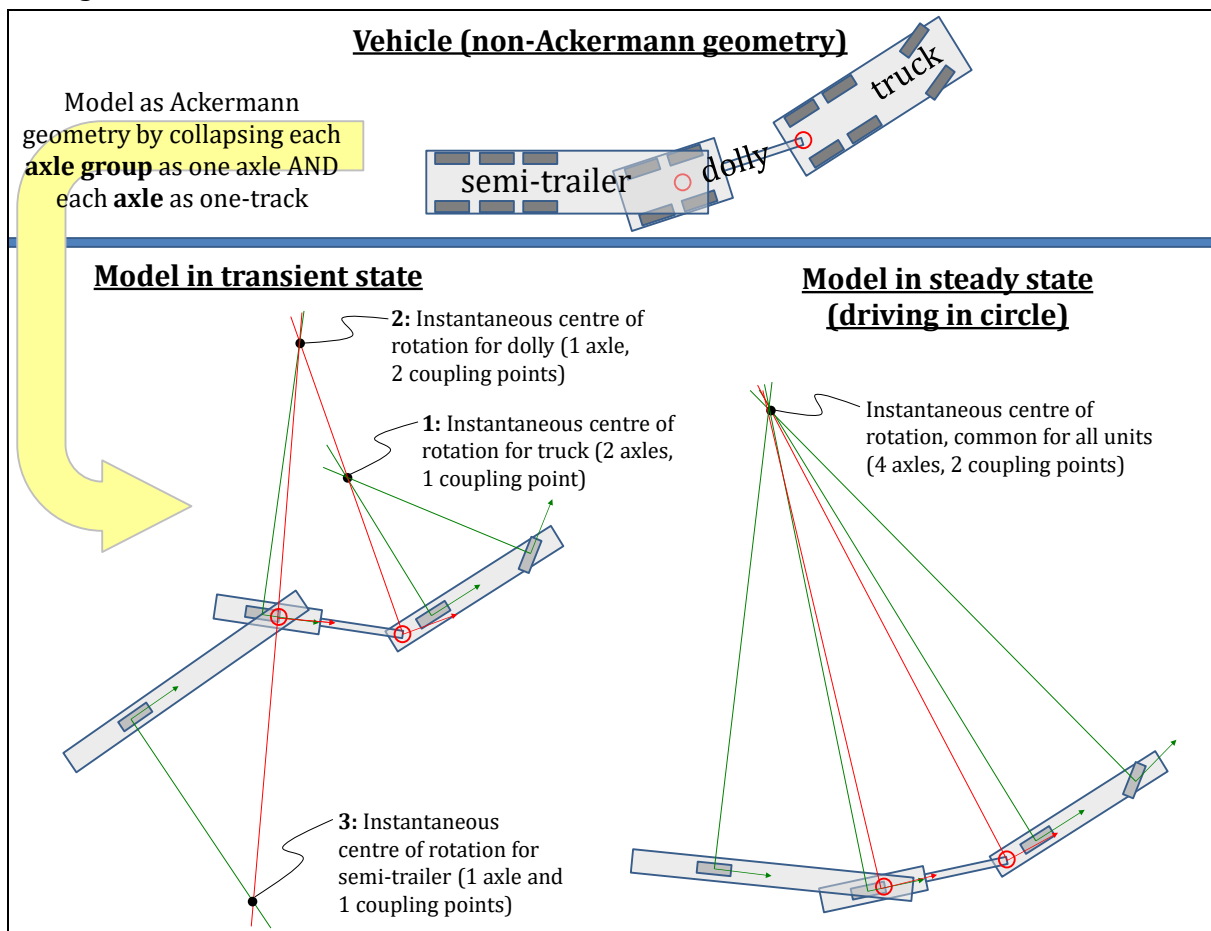 Vehicle (non-Ackermann geometry)
Model as Ackermann
geometry by collapsing each
axle group as one axle AND
each axle as one-track
semi-trailer
dolly
truck
Model in transient state
2: Instantaneous centre of
rotation for dolly (1 axle,
2 coupling points)
1: Instantaneous centre of
rotation for truck (2 axles,
1 coupling point)
3: Instantaneous
centre of rotation for
semi-trailer (1 axle and
1 coupling points)
Model in steady state
(driving in circle)
Instantaneous centre of
rotation, common for all units
(4 axles, 2 coupling points)